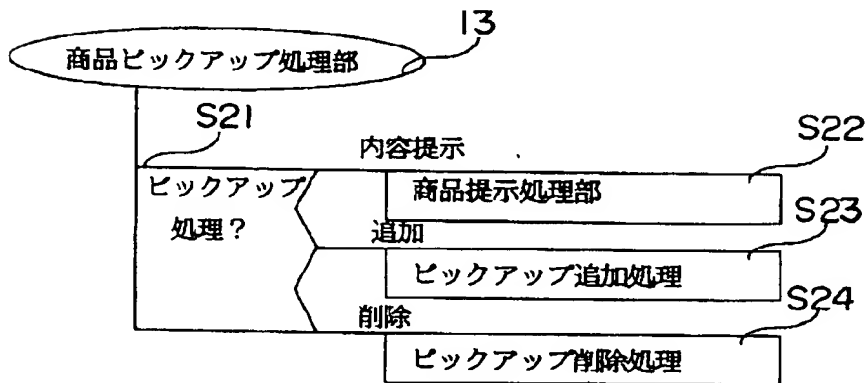 13
商品ピックアップ処理部
S21
内容提示
S22
ピックアップ
処理?
商品提示処理部
追加
S23
ピックアップ追加処理
削除
S24
ピックアップ削除処理